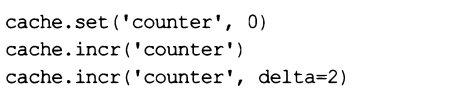 cache.set('counter', 0)
cache.incr('counter')
cache.incr('counter', delta=2)